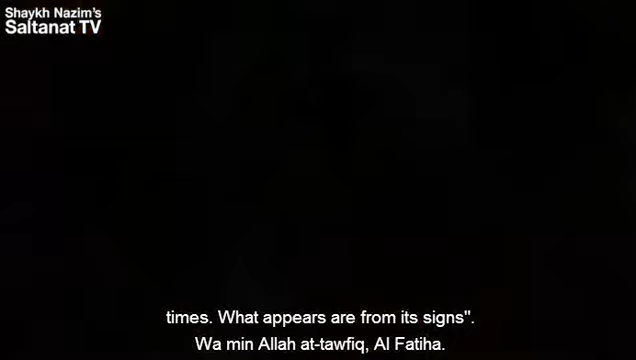 Shaykh Nazim's
Saltanat TV
times. What appears are from its signs".
Wa min Allah at-tawfiq, Al Fatiha.